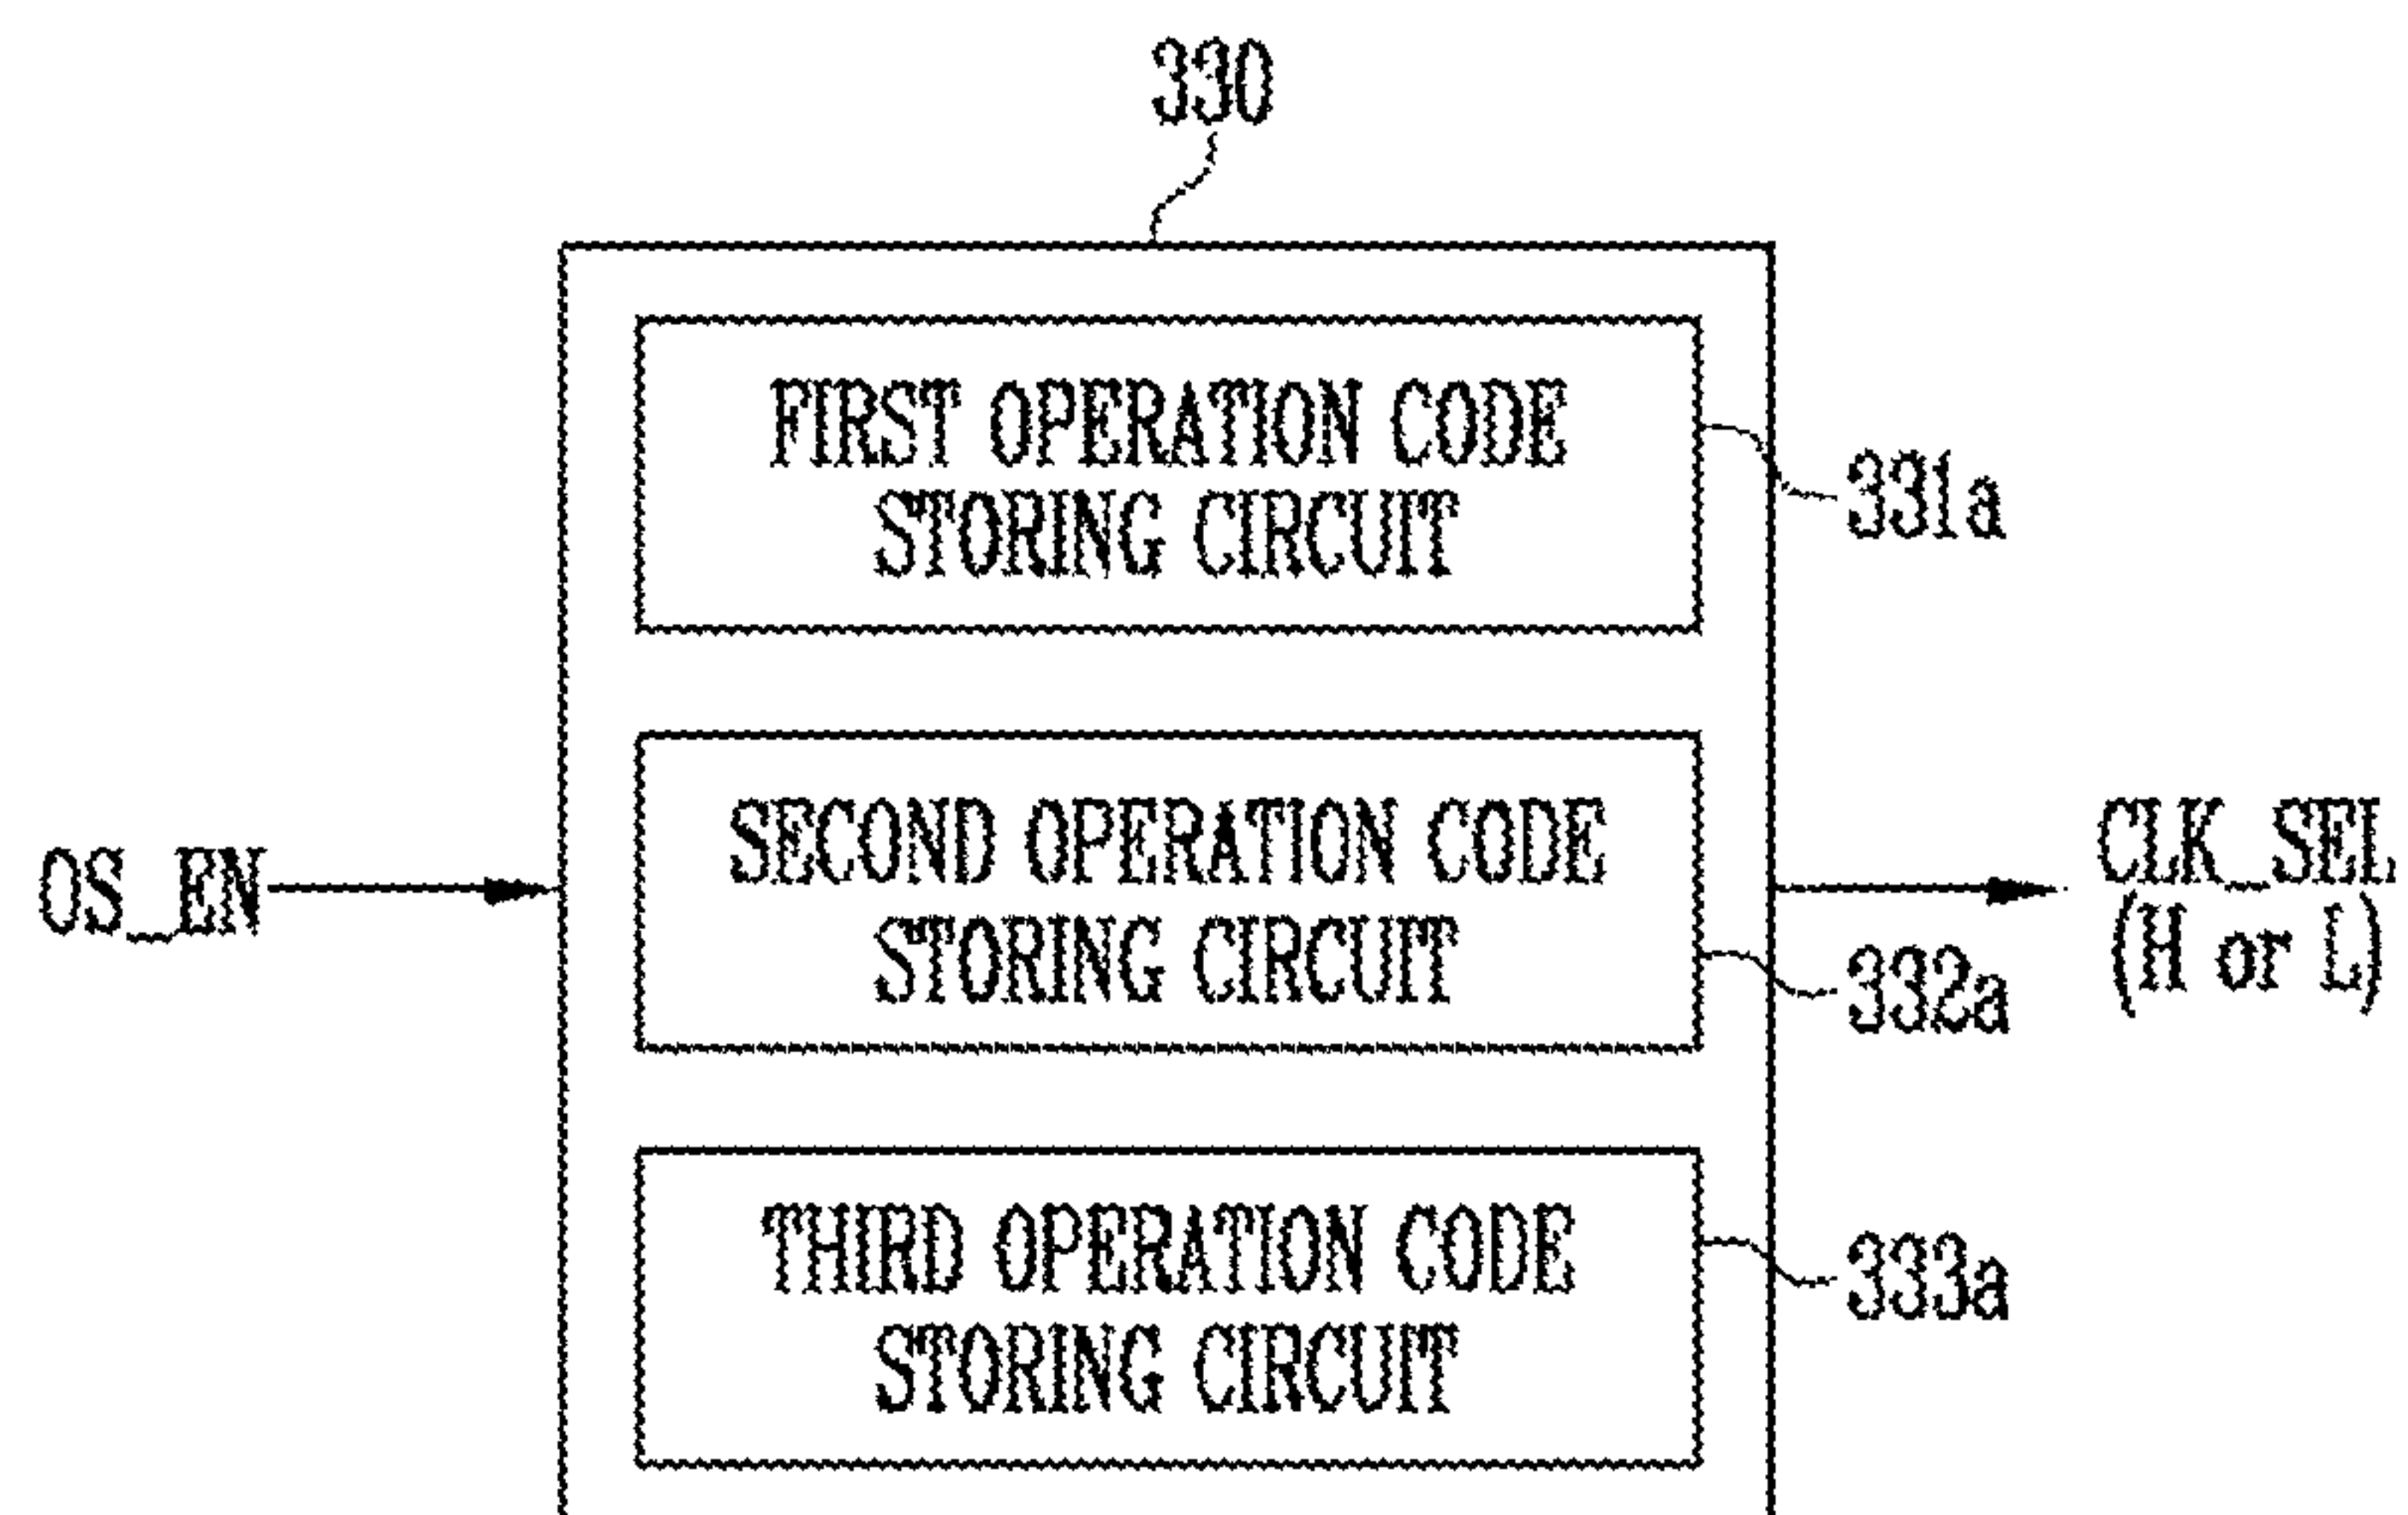 330
FIRST OPERATION CODE
STORING CIRCUIT
331a
SECOND OPERATION CODE
STORING CIRCUIT
332a
OS_EN
CLK_SEL
(H or L)
THIRD OPERATION CODE
STORING CIRCUIT
333a